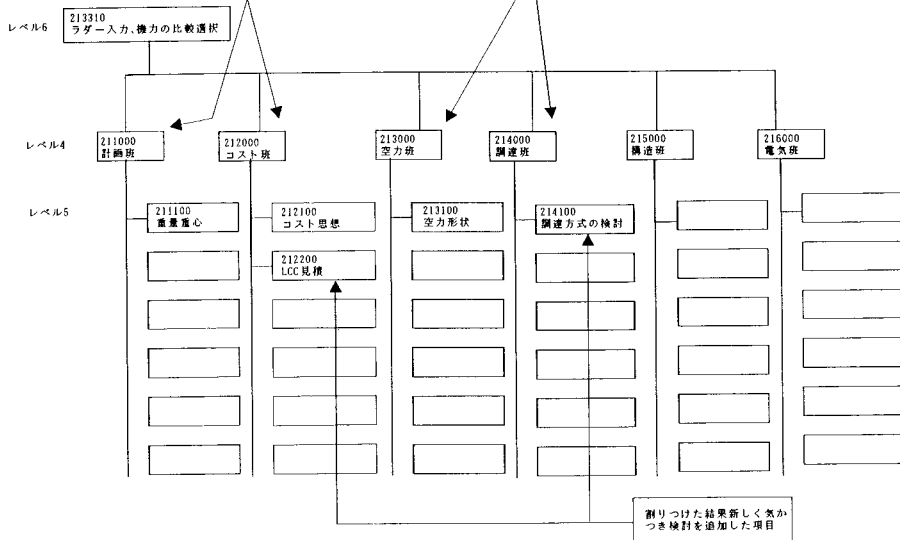 レベル6
213310
ラダー入力、機力の比較選択
レベル4
211000
計画班
212000
コスト班
213000
空力班
214000
調達班
215000
構造班
216000
電気班
レベル5
211100
重量重心
212100
コスト思想
213100
空力形状
214100
調達方式の検討
212200
LCC見積
割りつけた結果新しく気か
つき検討を追加した項目